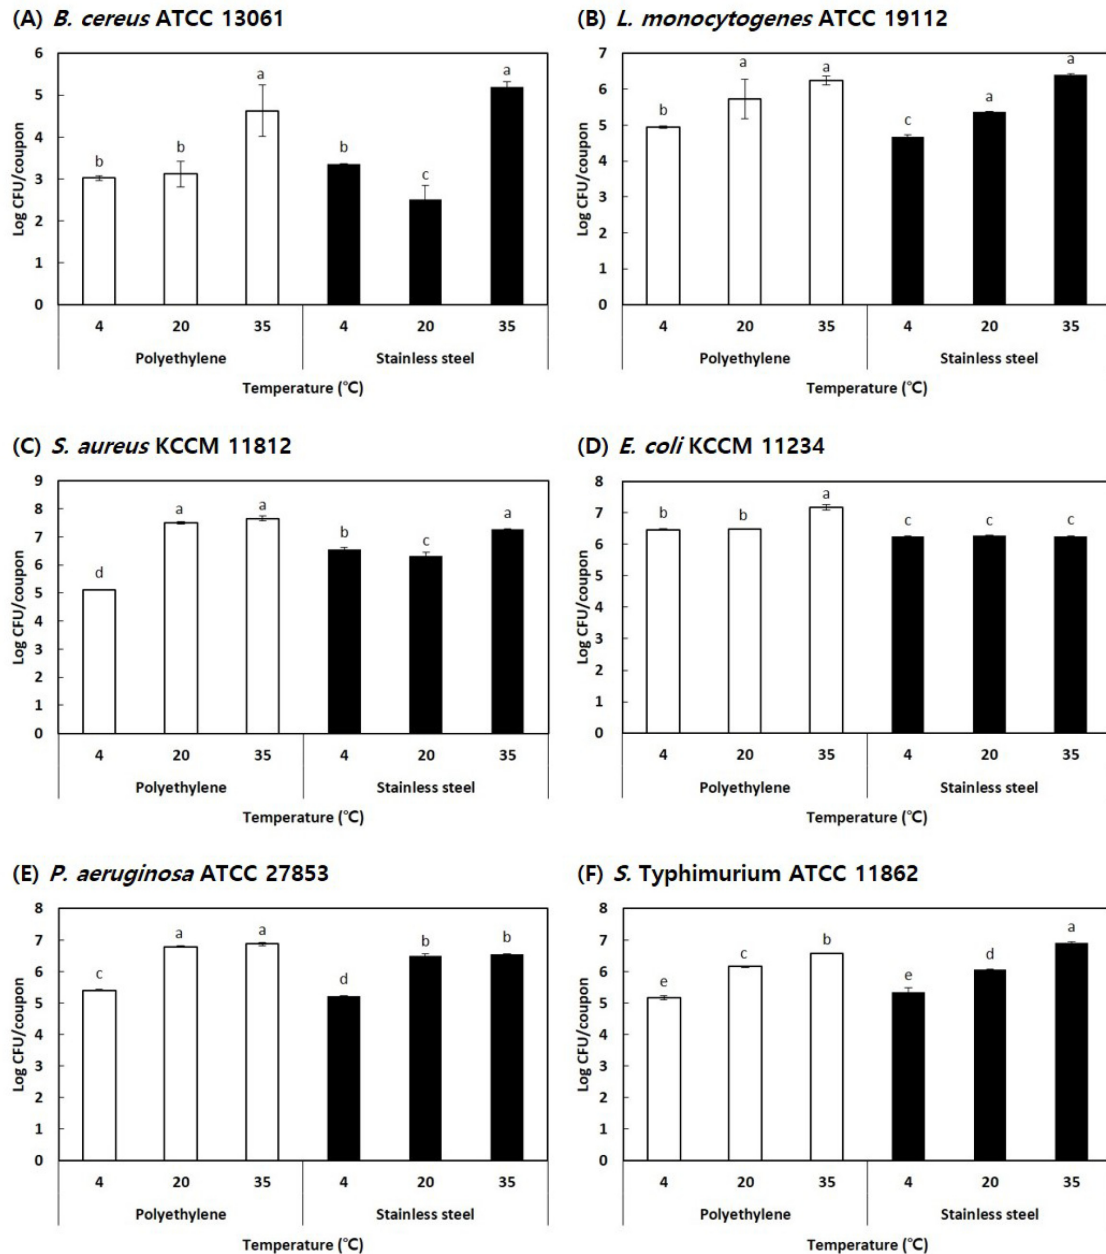 (A) B. cereus ATCC 13061
Log CFU/coupon
6
5
4
3
2
1
0
b
b
a
b
c
a
4 20 35 4 20 35
Polyethylene Stainless steel
Temperature (℃)
(B) L. monocytogenes ATCC 19112
Log CFU/coupon
7
6
5
4
3
2
1
0
b
a
a
c
a
a
4 20 35 4 20 35
Polyethylene Stainless steel
Temperature (℃)
(C) S. aureus KCCM 11812
Log CFU/coupon
9
8
7
6
5
4
3
2
1
0
d
a
a
b
c
a
4 20 35 4 20 35
Polyethylene Stainless steel
Temperature (℃)
(D) E. coli KCCM 11234
Log CFU/coupon
8
7
6
5
4
3
2
1
0
b
b
a
c
c
c
4 20 35 4 20 35
Polyethylene Stainless steel
Temperature (℃)
(E) P. aeruginosa ATCC 27853
Log CFU/coupon
8
7
6
5
4
3
2
1
0
c
a
a
d
b
b
4 20 35 4 20 35
Polyethylene Stainless steel
Temperature (℃)
(F) S. Typhimurium ATCC 11862
Log CFU/coupon
8
7
6
5
4
3
2
1
0
e
c
b
e
d
a
4 20 35 4 20 35
Polyethylene Stainless steel
Temperature (℃)